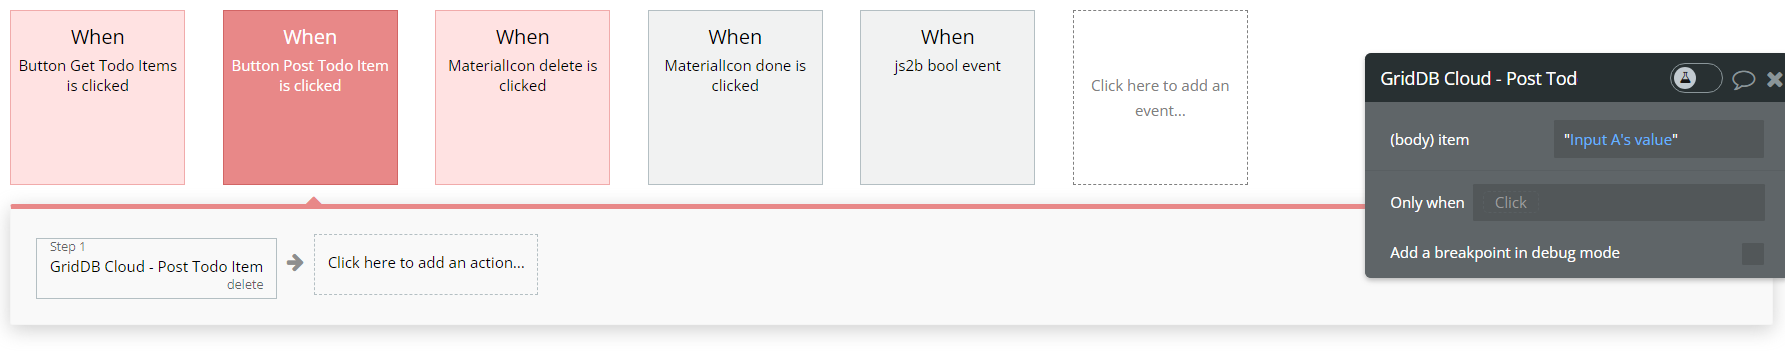 When
Button Get Todo Items
is clicked
When
Button Post Todo Item
is clicked
When
MaterialIcon delete is
clicked
When
MaterialIcon done is
clicked
When
js2b bool event
Click here to add an
event...
Step 1
GridDB Cloud - Post Todo Item
delete
Click here to add an action...
GridDB Cloud - Post Tod
(body) item
"Input A's value"
Only when
Click
Add a breakpoint in debug mode